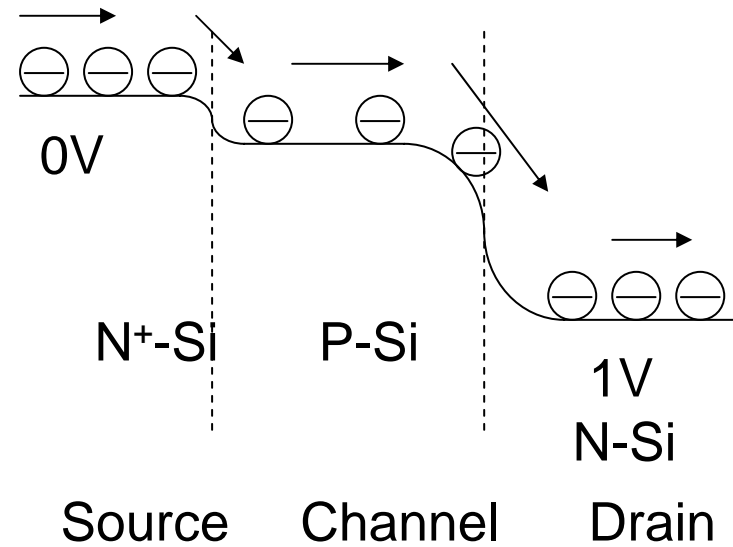 0V
N⁺-Si P-Si
1V
N-Si
Source Channel Drain